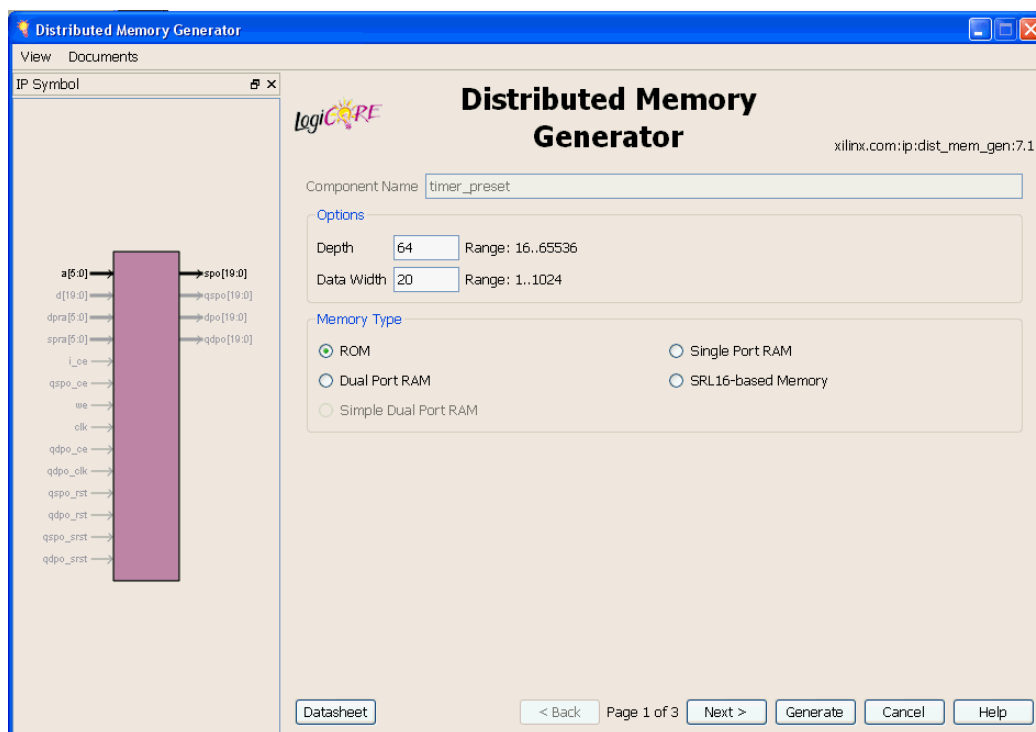 Distributed Memory Generator
View Documents
IP Symbol
LogiCORE
Distributed Memory
Generator
xilinx.com:ip:dist_mem_gen:7.1
Component Name timer_preset
Options
Depth 64 Range: 16..65536
Data Width 20 Range: 1..1024
Memory Type
ROM Single Port RAM
Dual Port RAM SRL16-based Memory
Simple Dual Port RAM
a[5:0] spo[19:0]
d[19:0] qspo[19:0]
dpra[5:0] dpo[19:0]
spra[5:0] qdpo[19:0]
i_ce
qspo_ce
we
clk
qdpo_ce
qdpo_clk
qspo_rst
qdpo_rst
qspo_srst
qdpo_srst
Datasheet < Back Page 1 of 3 Next > Generate Cancel Help